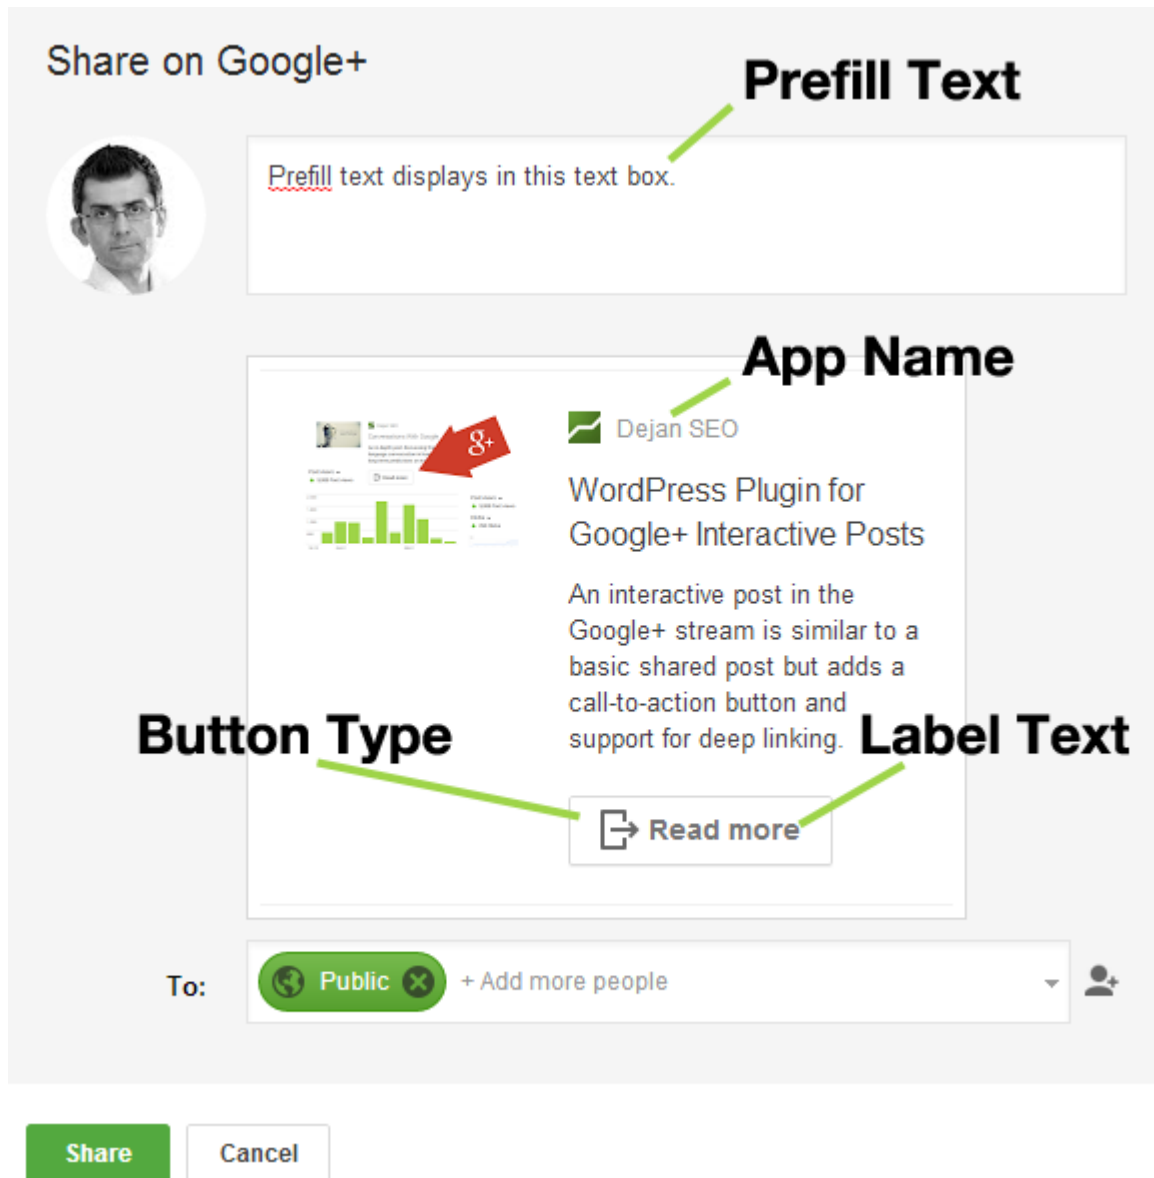 Share on Google+
Prefill Text
Prefill text displays in this text box.
App Name
Dejan SEO
g+
WordPress Plugin for
Google+ Interactive Posts
An interactive post in the
Google+ stream is similar to a
basic shared post but adds a
call-to-action button and
support for deep linking.
Button Type
Label Text
Read more
To:
Public
+ Add more people
Share
Cancel